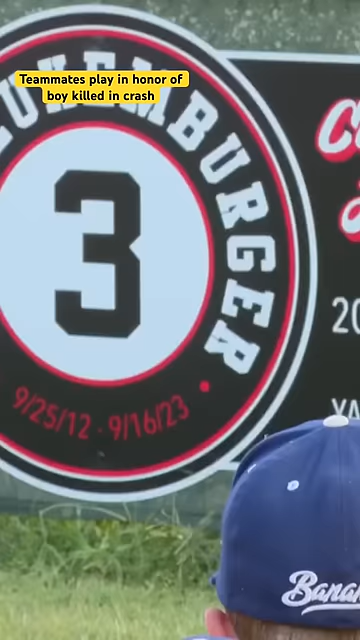 Teammates play in honor of
boy killed in crash
LUXEMBURGER
3
9/25/12 - 9/16/23
20
YA
Banan